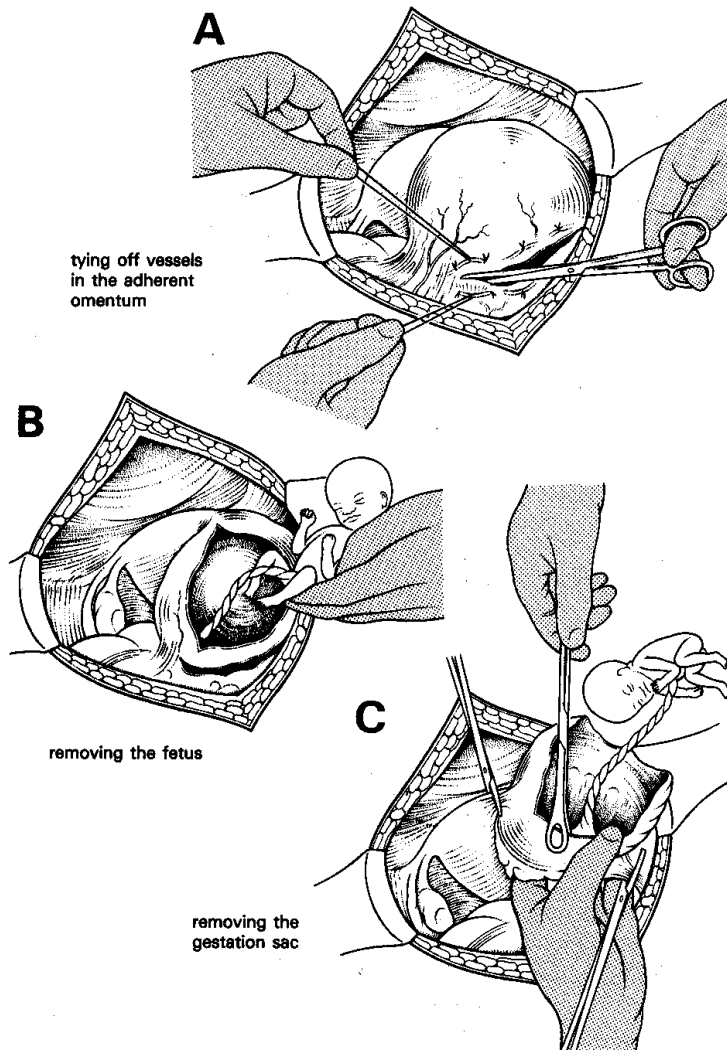 A
tying off vessels
in the adherent
omentum
B
removing the fetus
C
removing the
gestation sac